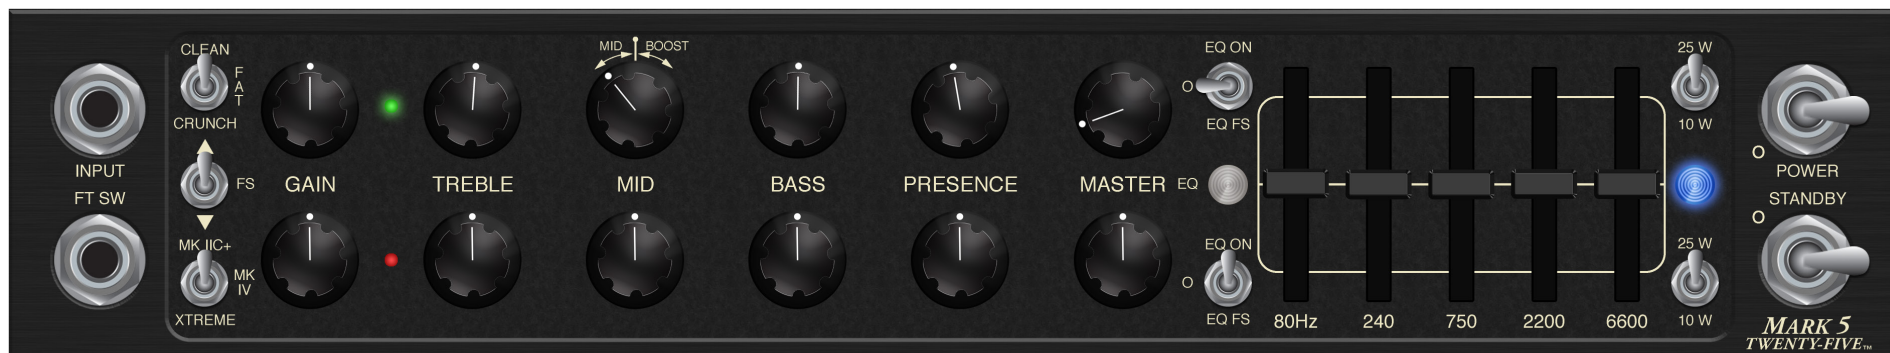 INPUT
FT SW
CLEAN
FAT
CRUNCH
FS
MK IIC+
MK
IV
XTREME
MID BOOST
GAIN
TREBLE
MID
BASS
PRESENCE
MASTER
EQ ON
O
EQ FS
EQ
EQ ON
O
EQ FS
80Hz
240
750
2200
6600
25 W
10 W
25 W
10 W
O
POWER
STANDBY
O
MARK 5
TWENTY-FIVE™